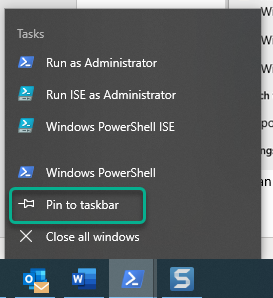 Tasks
Run as Administrator
Run ISE as Administrator
Windows PowerShell ISE
Windows PowerShell
Pin to taskbar
Close all windows